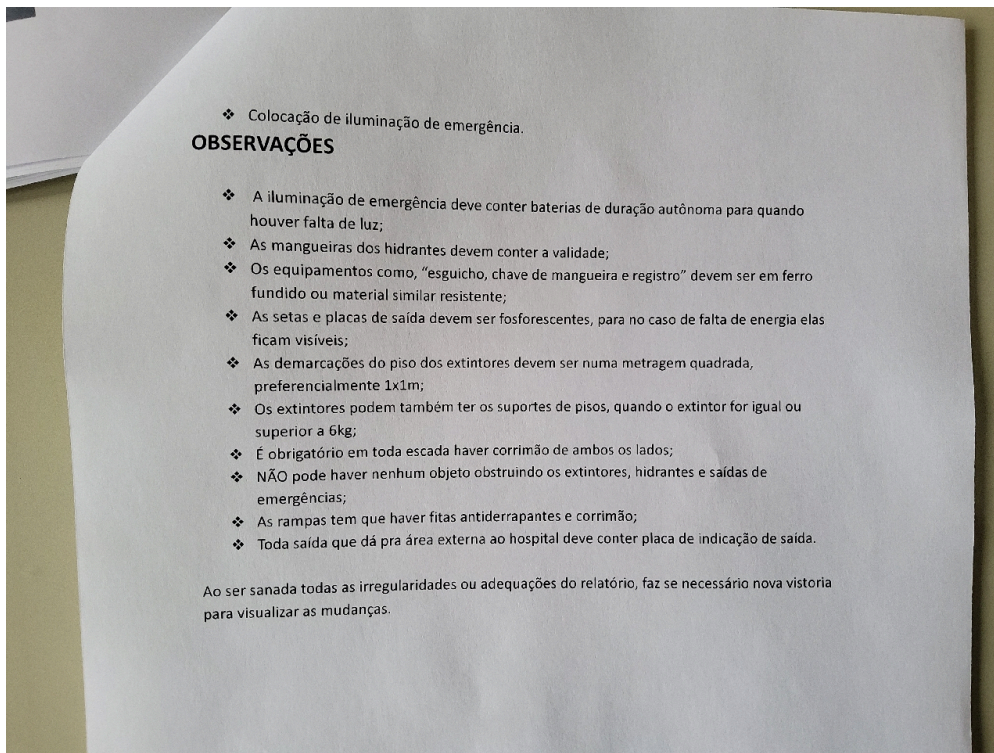 ❖ Colocação de iluminação de emergência.
OBSERVAÇÕES
❖ A iluminação de emergência deve conter baterias de duração autônoma para quando
houver falta de luz;
❖ As mangueiras dos hidrantes devem conter a validade;
❖ Os equipamentos como, “esguicho, chave de mangueira e registro” devem ser em ferro
fundido ou material similar resistente;
❖ As setas e placas de saída devem ser fosforescentes, para no caso de falta de energia elas
ficam visíveis;
❖ As demarcações do piso dos extintores devem ser numa metragem quadrada,
preferencialmente 1x1m;
❖ Os extintores podem também ter os suportes de pisos, quando o extintor for igual ou
superior a 6kg;
❖ É obrigatório em toda escada haver corrimão de ambos os lados;
❖ NÃO pode haver nenhum objeto obstruindo os extintores, hidrantes e saídas de
emergências;
❖ As rampas tem que haver fitas antiderrapantes e corrimão;
❖ Toda saída que dá pra área externa ao hospital deve conter placa de indicação de saída.
Ao ser sanada todas as irregularidades ou adequações do relatório, faz se necessário nova vistoria
para visualizar as mudanças.